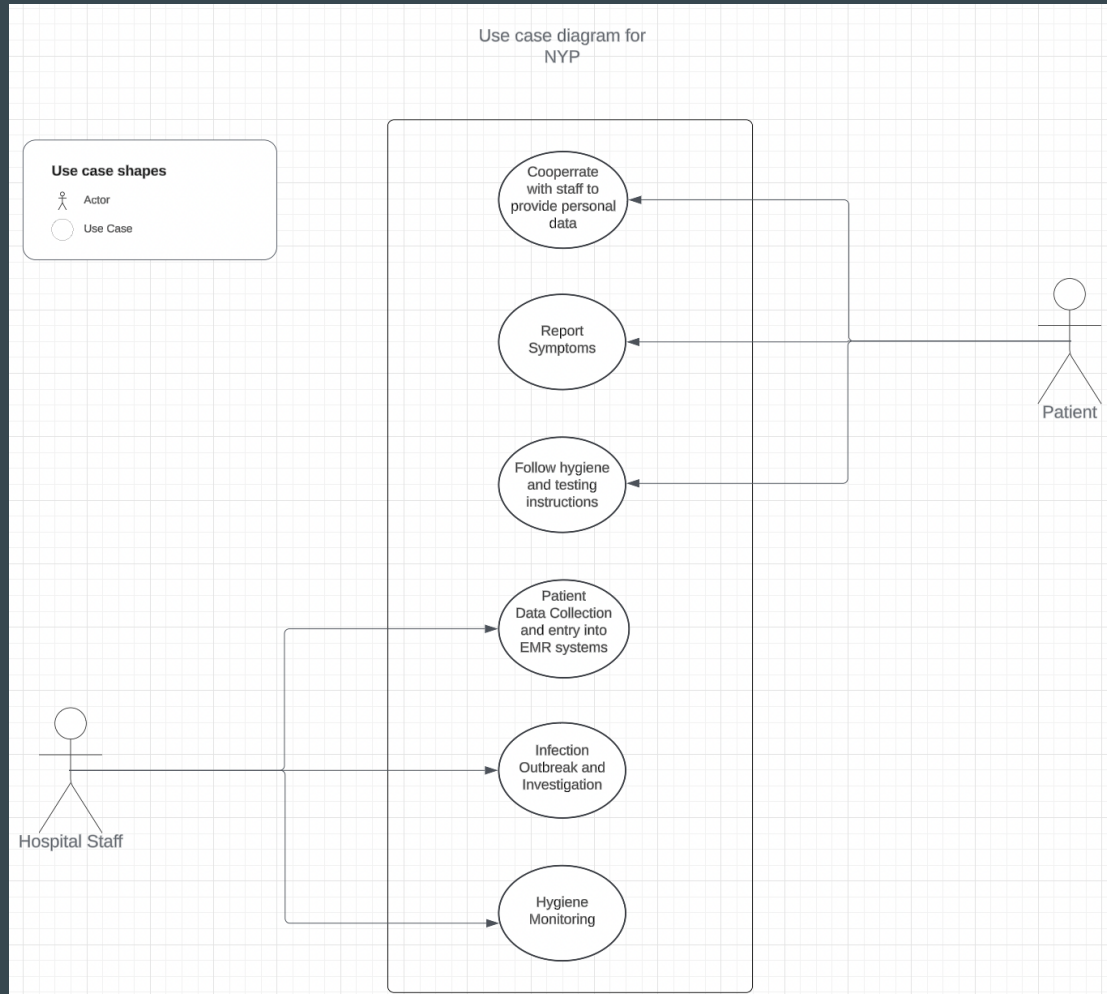 Use case diagram for
NYP
Use case shapes
Actor
Use Case
Cooperrate
with staff to
provide personal
data
Report
Symptoms
Patient
Follow hygiene
and testing
instructions
Patient
Data Collection
and entry into
EMR systems
Infection
Outbreak and
Investigation
Hospital Staff
Hygiene
Monitoring